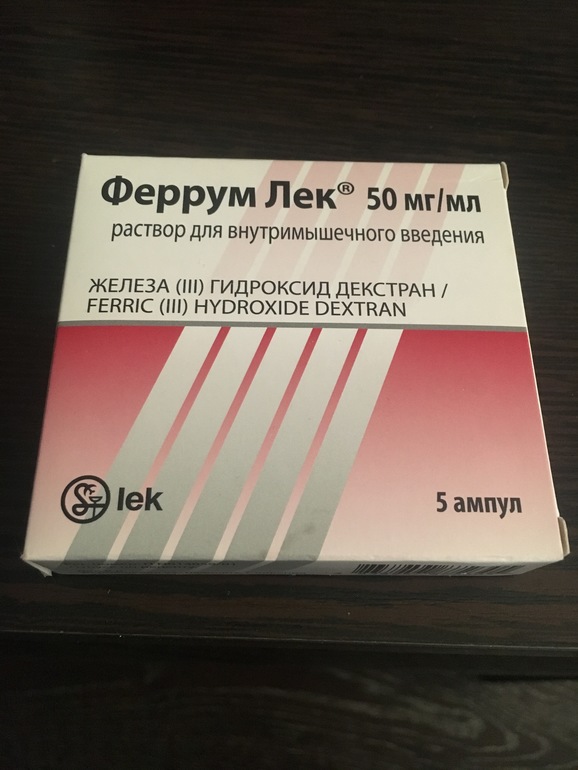 Феррум Лек® 50 мг/мл
раствор для внутримышечного введения
ЖЕЛЕЗА (III) ГИДРОКСИД ДЕКСТРАН /
FERRIC (III) HYDROXIDE DEXTRAN
lek
5 ампул